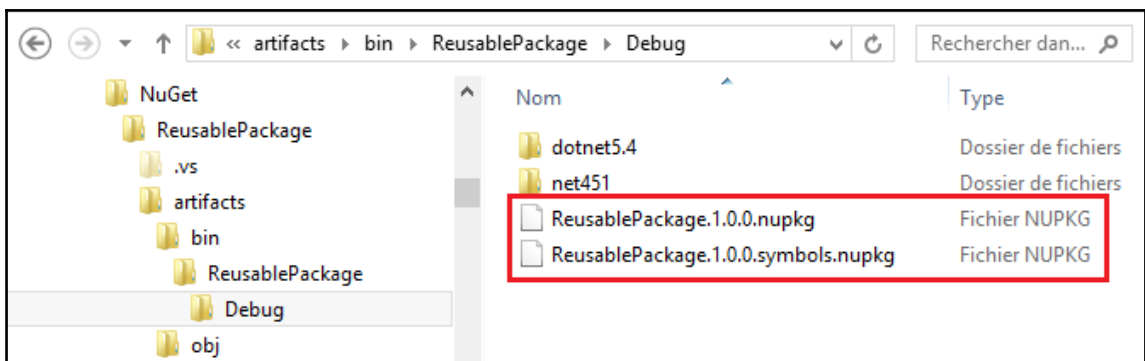 « artifacts ▸ bin ▸ ReusablePackage ▸ Debug
Rechercher dan...
NuGet
ReusablePackage
.vs
artifacts
bin
ReusablePackage
Debug
obj
Nom Type
dotnet5.4 Dossier de fichiers
net451 Dossier de fichiers
ReusablePackage.1.0.0.nupkg Fichier NUPKG
ReusablePackage.1.0.0.symbols.nupkg Fichier NUPKG